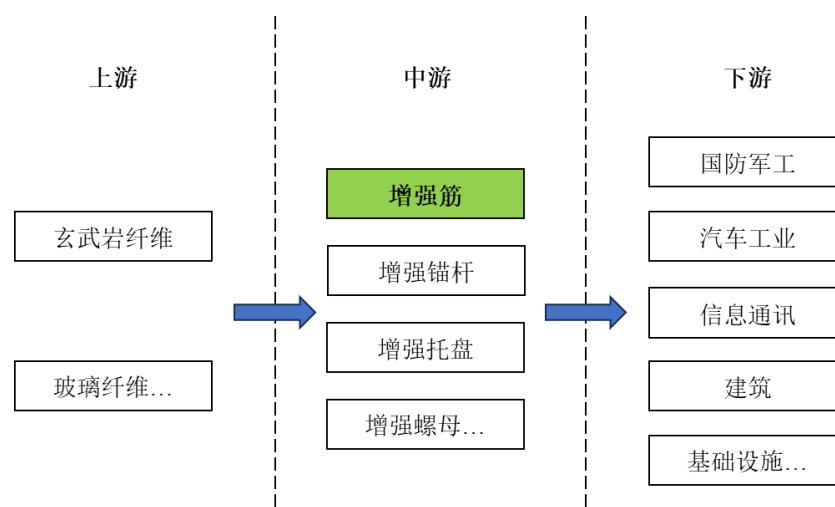 上游
中游
下游
玄武岩纤维
玻璃纤维…
增强筋
增强锚杆
增强托盘
增强螺母…
国防军工
汽车工业
信息通讯
建筑
基础设施…